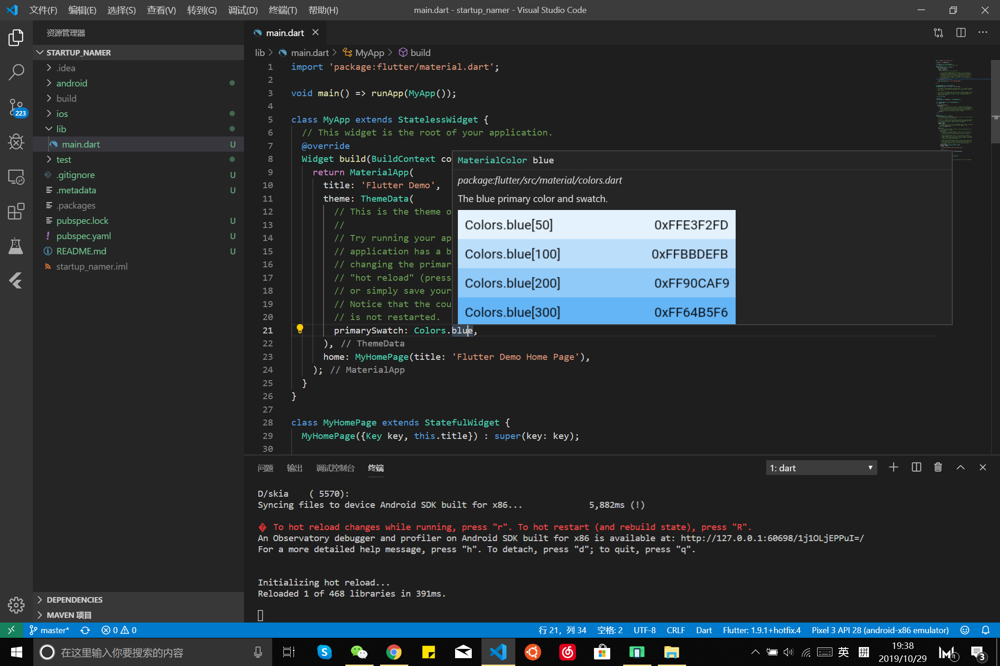 文件(F) 编辑(E) 选择(S) 查看(V) 转到(G) 调试(D) 终端(T) 帮助(H)
main.dart - startup_namer - Visual Studio Code
资源管理器
STARTUP_NAMER
.idea
android
build
ios
lib
main.dart U
test
.gitignore U
.metadata U
.packages
pubspec.lock U
pubspec.yaml U
README.md U
startup_namer.iml
DEPENDENCIES
MAVEN 项目
223
main.dart
lib > main.dart > MyApp > build
1 import 'package:flutter/material.dart';
2
3 void main() => runApp(MyApp());
4
5 class MyApp extends StatelessWidget {
6 // This widget is the root of your application.
7 @override
8 Widget build(BuildContext co
9 return MaterialApp(
10 title: 'Flutter Demo',
11 theme: ThemeData(
12 // This is the theme o
13 //
14 // Try running your ap
15 // application has a b
16 // changing the primar
17 // "hot reload" (press
18 // or simply save your
19 // Notice that the cou
20 // is not restarted.
21 primarySwatch: Colors.blue,
22 ), // ThemeData
23 home: MyHomePage(title: 'Flutter Demo Home Page'),
24 ); // MaterialApp
25 }
26 }
27
28 class MyHomePage extends StatefulWidget {
29 MyHomePage({Key key, this.title}) : super(key: key);
30
MaterialColor blue
package:flutter/src/material/colors.dart
The blue primary color and swatch.
Colors.blue[50] 0xFFE3F2FD
Colors.blue[100] 0xFFBBDEFB
Colors.blue[200] 0xFF90CAF9
Colors.blue[300] 0xFF64B5F6
问题 输出 调试控制台 终端
1: dart
D/skia ( 5570):
Syncing files to device Android SDK built for x86... 5,882ms (!)
� To hot reload changes while running, press "r". To hot restart (and rebuild state), press "R".
An Observatory debugger and profiler on Android SDK built for x86 is available at: http://127.0.0.1:60698/1j1OLjEPPuI=/
For a more detailed help message, press "h". To detach, press "d"; to quit, press "q".
Initializing hot reload...
Reloaded 1 of 468 libraries in 391ms.
master* 0 0
行 21，列 34 空格: 2 UTF-8 CRLF Dart Flutter: 1.9.1+hotfix.4 Pixel 3 API 28 (android-x86 emulator)
在这里输入你要搜索的内容
英 拼
19:38
2019/10/29
1
3